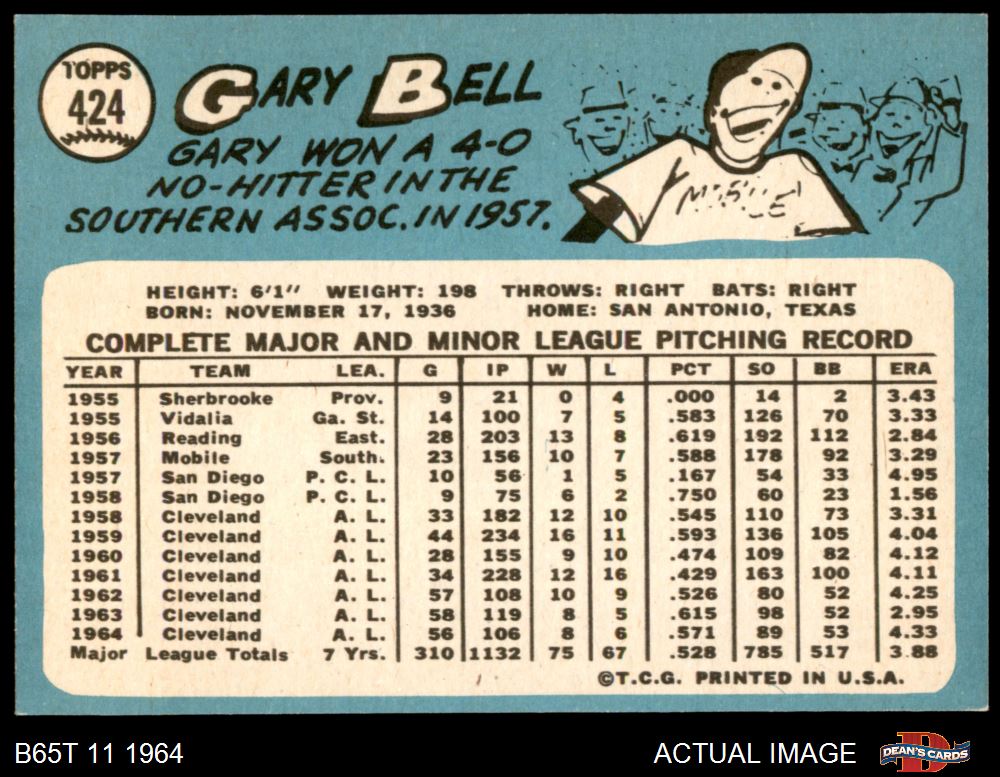 TOPPS
424
GARY BELL
GARY WON A 4-0
NO-HITTER IN THE
SOUTHERN ASSOC. IN 1957.
MOBILE
HEIGHT: 6'1" WEIGHT: 198 THROWS: RIGHT BATS: RIGHT
BORN: NOVEMBER 17, 1936 HOME: SAN ANTONIO, TEXAS
COMPLETE MAJOR AND MINOR LEAGUE PITCHING RECORD
YEAR TEAM LEA. G IP W L PCT SO BB ERA
1955 Sherbrooke Prov. 9 21 0 4 .000 14 2 3.43
1955 Vidalia Ga. St. 14 100 7 5 .583 126 70 3.33
1956 Reading East. 28 203 13 8 .619 192 112 2.84
1957 Mobile South. 23 156 10 7 .588 178 92 3.29
1957 San Diego P. C. L. 10 56 1 5 .167 54 33 4.95
1958 San Diego P. C. L. 9 75 6 2 .750 60 23 1.56
1958 Cleveland A. L. 33 182 12 10 .545 110 73 3.31
1959 Cleveland A. L. 44 234 16 11 .593 136 105 4.04
1960 Cleveland A. L. 28 155 9 10 .474 109 82 4.12
1961 Cleveland A. L. 34 228 12 16 .429 163 100 4.11
1962 Cleveland A. L. 57 108 10 9 .526 80 52 4.25
1963 Cleveland A. L. 58 119 8 5 .615 98 52 2.95
1964 Cleveland A. L. 56 106 8 6 .571 89 53 4.33
Major League Totals 7 Yrs. 310 1132 75 67 .528 785 517 3.88
©T.C.G. PRINTED IN U.S.A.
B65T 11 1964 ACTUAL IMAGE
D
DEAN'S CARDS